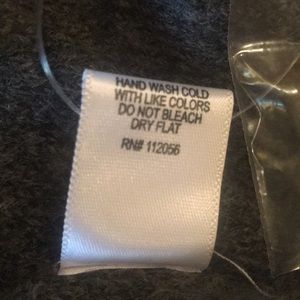 HAND WASH COLD
WITH LIKE COLORS
DO NOT BLEACH
DRY FLAT
RN# 112056